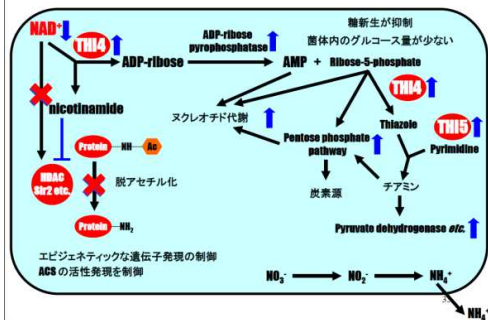 NAD⁺
THI4
ADP-ribose
ADP-ribose
pyrophosphatase
AMP + Ribose-5-phosphate
糖新生が抑制
菌体内のグルコース量が少ない
nicotinamide
ヌクレオチド代謝
THI4
Thiazole
THI5
Pyrimidine
Pentose phosphate
pathway
Protein NH Ac
HDAC
Sir2 etc.
脱アセチル化
炭素源
チアミン
Protein NH₂
Pyruvate dehydrogenase etc.
エピジェネティックな遺伝子発現の制御
ACSの活性発現を制御
NO₃⁻ NO₂⁻ NH₄⁺
NH₄⁺